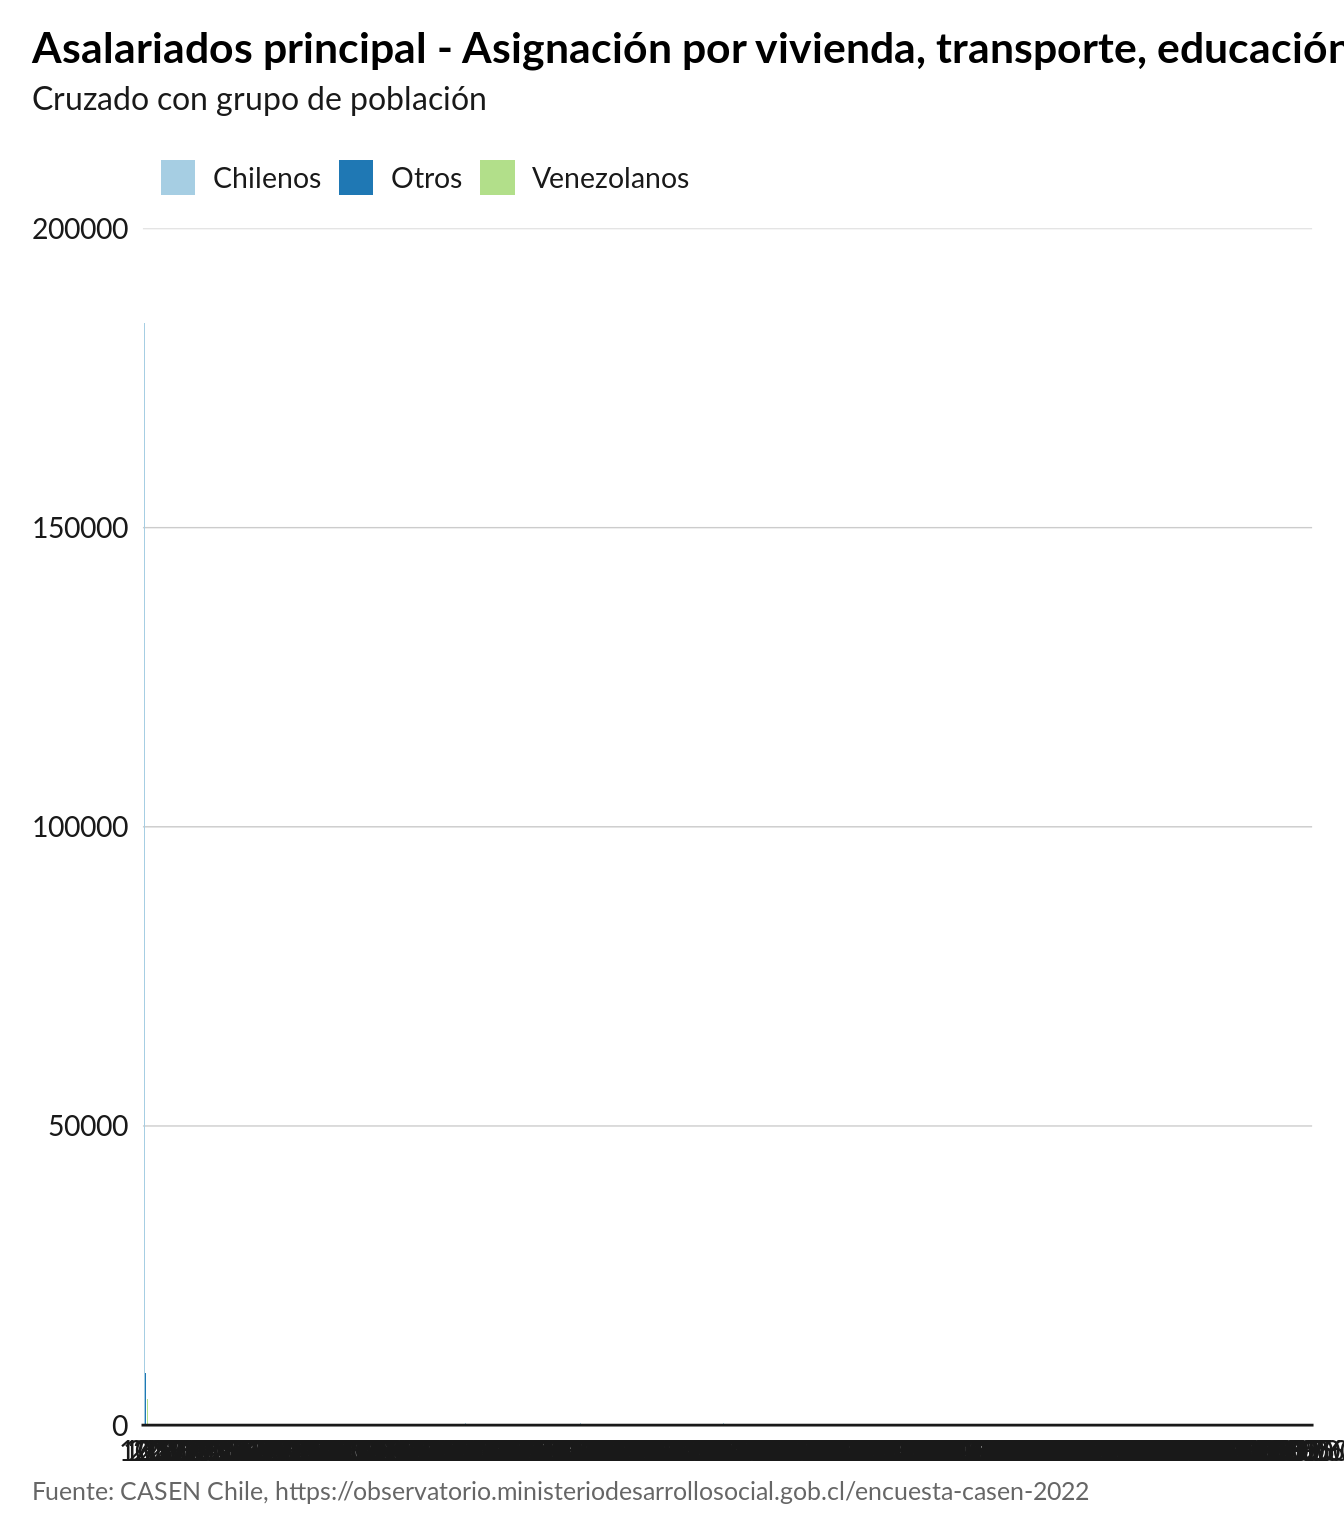 Asalariados principal - Asignación por vivienda, transporte, educación
Cruzado con grupo de población
Chilenos Otros Venezolanos
200000
150000
100000
50000
0
Fuente: CASEN Chile, https://observatorio.ministeriodesarrollosocial.gob.cl/encuesta-casen-2022